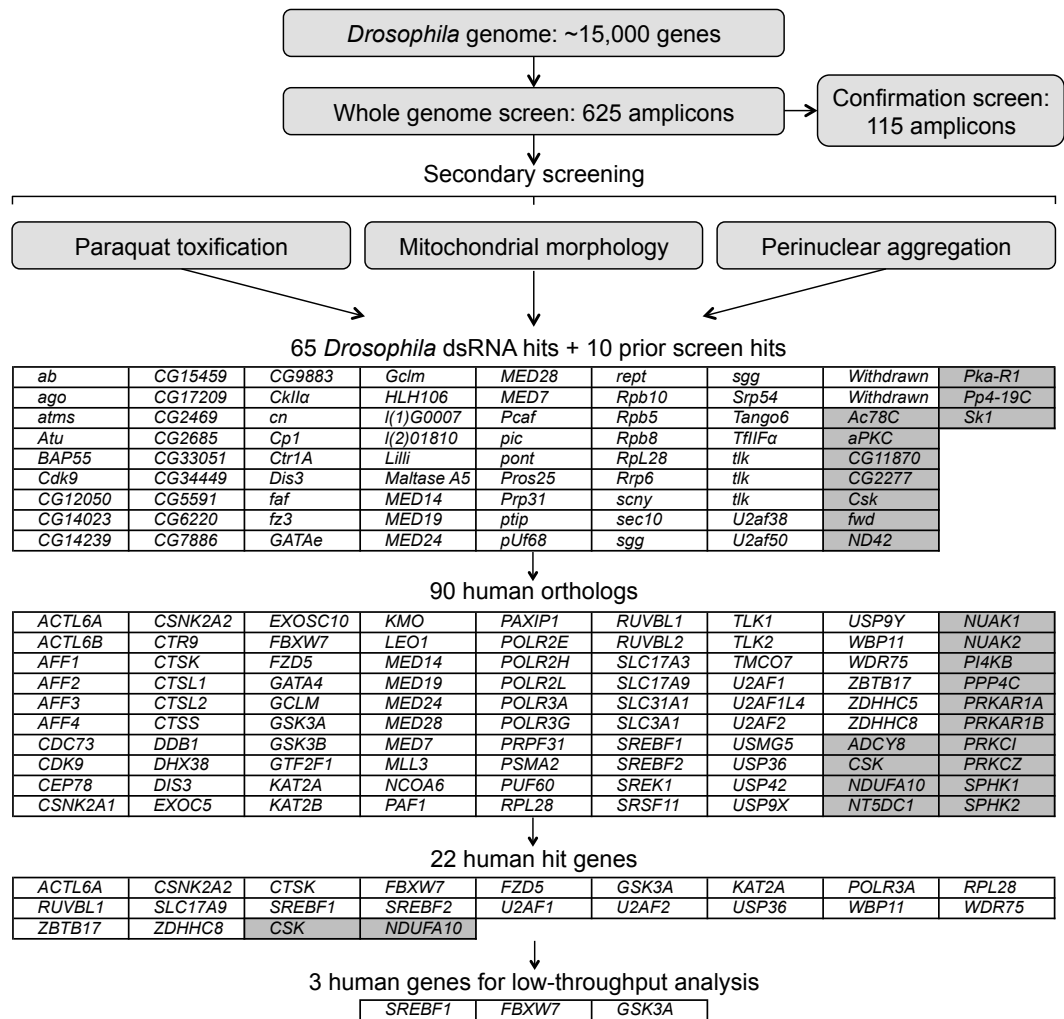 Drosophila genome: ~15,000 genes
Whole genome screen: 625 amplicons
Confirmation screen:
115 amplicons
Secondary screening
Paraquat toxification
Mitochondrial morphology
Perinuclear aggregation
65 Drosophila dsRNA hits + 10 prior screen hits
ab CG15459 CG9883 Gclm MED28 rept sgg Withdrawn Pka-R1
ago CG17209 CkIIα HLH106 MED7 Rpb10 Srp54 Withdrawn Pp4-19C
atms CG2469 cn l(1)G0007 Pcaf Rpb5 Tango6 Ac78C Sk1
Atu CG2685 Cp1 l(2)01810 pic Rpb8 TfIIFα aPKC
BAP55 CG33051 Ctr1A Lilli pont RpL28 tlk CG11870
Cdk9 CG34449 Dis3 Maltase A5 Pros25 Rrp6 tlk CG2277
CG12050 CG5591 faf MED14 Prp31 scny tlk Csk
CG14023 CG6220 fz3 MED19 ptip sec10 U2af38 fwd
CG14239 CG7886 GATAe MED24 pUf68 sgg U2af50 ND42
90 human orthologs
ACTL6A CSNK2A2 EXOSC10 KMO PAXIP1 RUVBL1 TLK1 USP9Y NUAK1
ACTL6B CTR9 FBXW7 LEO1 POLR2E RUVBL2 TLK2 WBP11 NUAK2
AFF1 CTSK FZD5 MED14 POLR2H SLC17A3 TMCO7 WDR75 PI4KB
AFF2 CTSL1 GATA4 MED19 POLR2L SLC17A9 U2AF1 ZBTB17 PPP4C
AFF3 CTSL2 GCLM MED24 POLR3A SLC31A1 U2AF1L4 ZDHHC5 PRKAR1A
AFF4 CTSS GSK3A MED28 POLR3G SLC3A1 U2AF2 ZDHHC8 PRKAR1B
CDC73 DDB1 GSK3B MED7 PRPF31 SREBF1 USMG5 ADCY8 PRKCI
CDK9 DHX38 GTF2F1 MLL3 PSMA2 SREBF2 USP36 CSK PRKCZ
CEP78 DIS3 KAT2A NCOA6 PUF60 SREK1 USP42 NDUFA10 SPHK1
CSNK2A1 EXOC5 KAT2B PAF1 RPL28 SRSF11 USP9X NT5DC1 SPHK2
22 human hit genes
ACTL6A CSNK2A2 CTSK FBXW7 FZD5 GSK3A KAT2A POLR3A RPL28
RUVBL1 SLC17A9 SREBF1 SREBF2 U2AF1 U2AF2 USP36 WBP11 WDR75
ZBTB17 ZDHHC8 CSK NDUFA10
3 human genes for low-throughput analysis
SREBF1 FBXW7 GSK3A